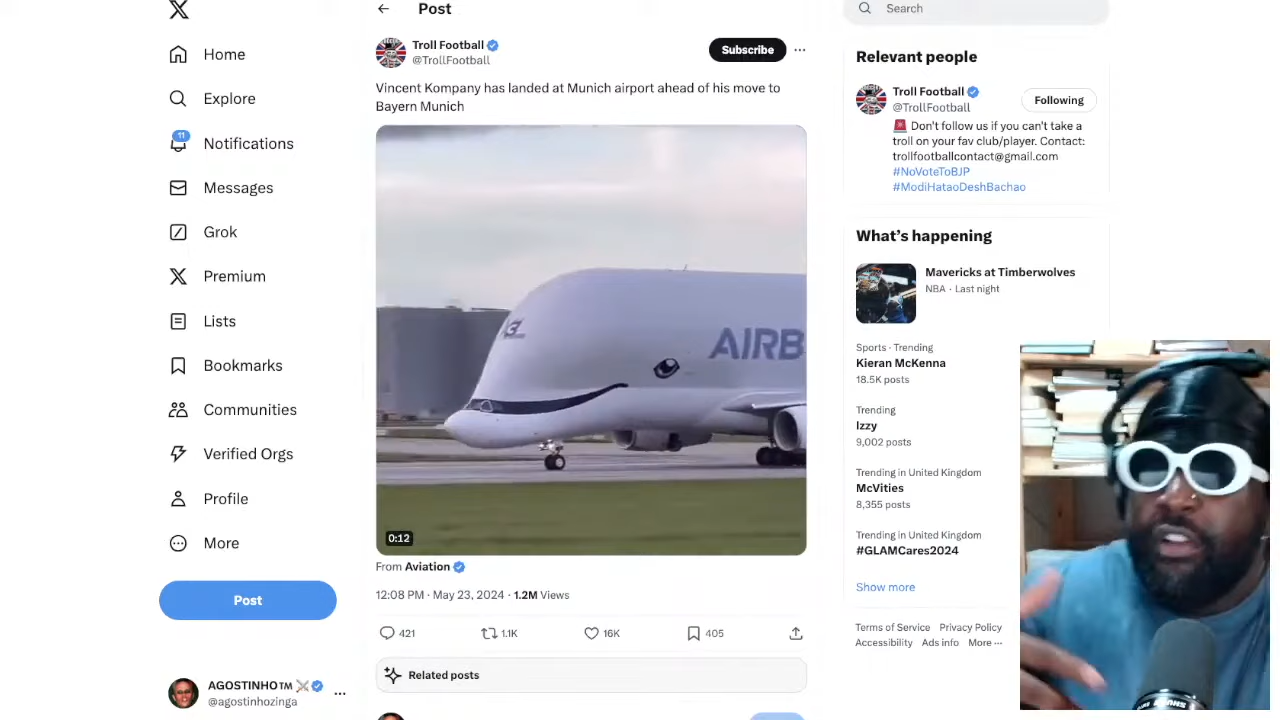 Home
Explore
11
Notifications
Messages
Grok
Premium
Lists
Bookmarks
Communities
Verified Orgs
Profile
More
Post
AGOSTINHO™
@agostinhozinga
Post
Troll Football
@TrollFootball
Subscribe
Vincent Kompany has landed at Munich airport ahead of his move to
Bayern Munich
3
AIRB
0:12
From Aviation
12:08 PM · May 23, 2024 · 1.2M Views
421
1.1K
16K
405
Related posts
Search
Relevant people
Troll Football
@TrollFootball
Following
Don't follow us if you can't take a
troll on your fav club/player. Contact:
trollfootballcontact@gmail.com
#NoVoteToBJP
#ModiHataoDeshBachao
What's happening
Mavericks at Timberwolves
NBA · Last night
Sports · Trending
Kieran McKenna
18.5K posts
Trending
Izzy
9,002 posts
Trending in United Kingdom
McVities
8,355 posts
Trending in United Kingdom
#GLAMCares2024
Show more
Terms of Service Privacy Policy
Accessibility Ads info More ···